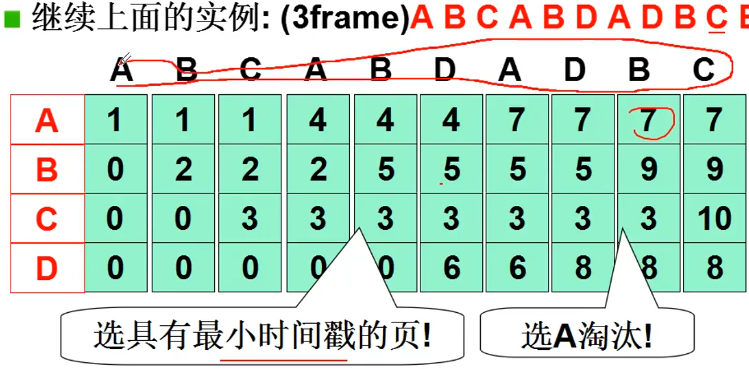 继续上面的实例: (3frame)A B C A B D A D B C
A B C A B D A D B C
A 1 1 1 4 4 4 7 7 7 7
B 0 2 2 2 5 5 5 5 9 9
C 0 0 3 3 3 3 3 3 3 10
D 0 0 0 0 0 6 6 8 8 8
选具有最小时间戳的页! 选A淘汰!